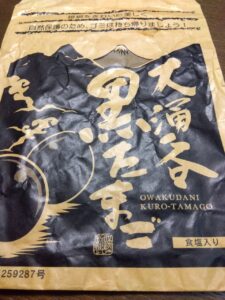 自然保護のため、ゴミは持ち帰りましょう!
大涌谷
黒たまご
OWAKUDANI
KURO-TAMAGO
食塩入り
259287号